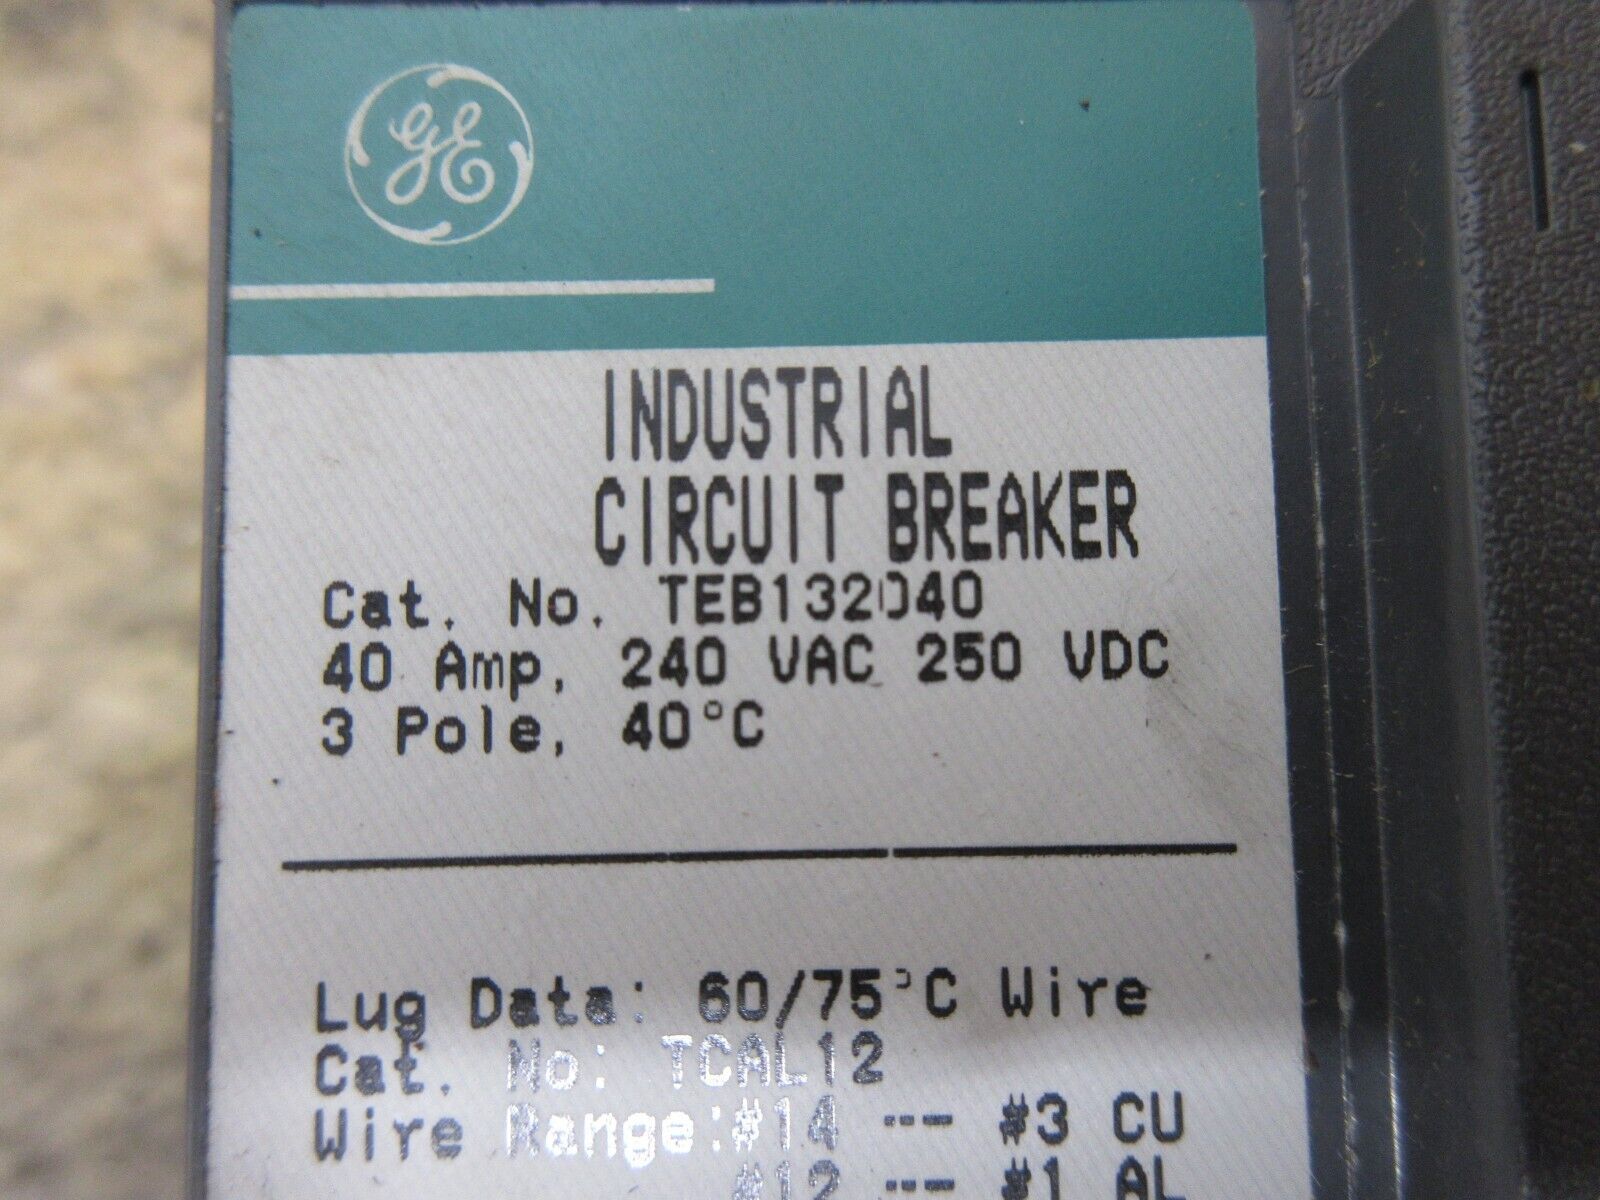 GE
INDUSTRIAL
CIRCUIT BREAKER
Cat. No. TEB132040
40 Amp, 240 VAC 250 VDC
3 Pole, 40°C
Lug Data: 60/75°C Wire
Cat. No: TCAL12
Wire Range:#14 -- #3 CU
#12 -- #1 AL